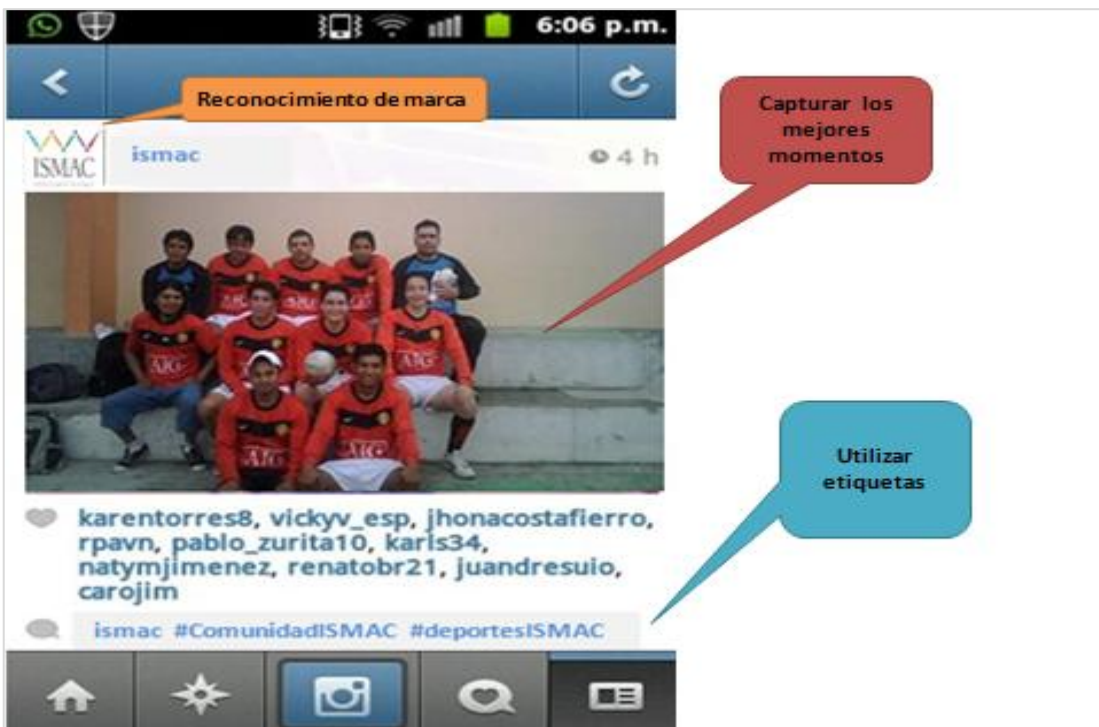 6:06 p.m.
Reconocimiento de marca
Capturar los
mejores
momentos
ISMAC
ismac
4 h
AIG
AIG
AIG
karentorres8, vickyv_esp, jhonacostafierro,
rpavn, pablo_zurita10, karls34,
natymjimenez, renatobr21, juandresuio,
carojim
Utilizar
etiquetas
ismac #ComunidadISMAC #deportesISMAC